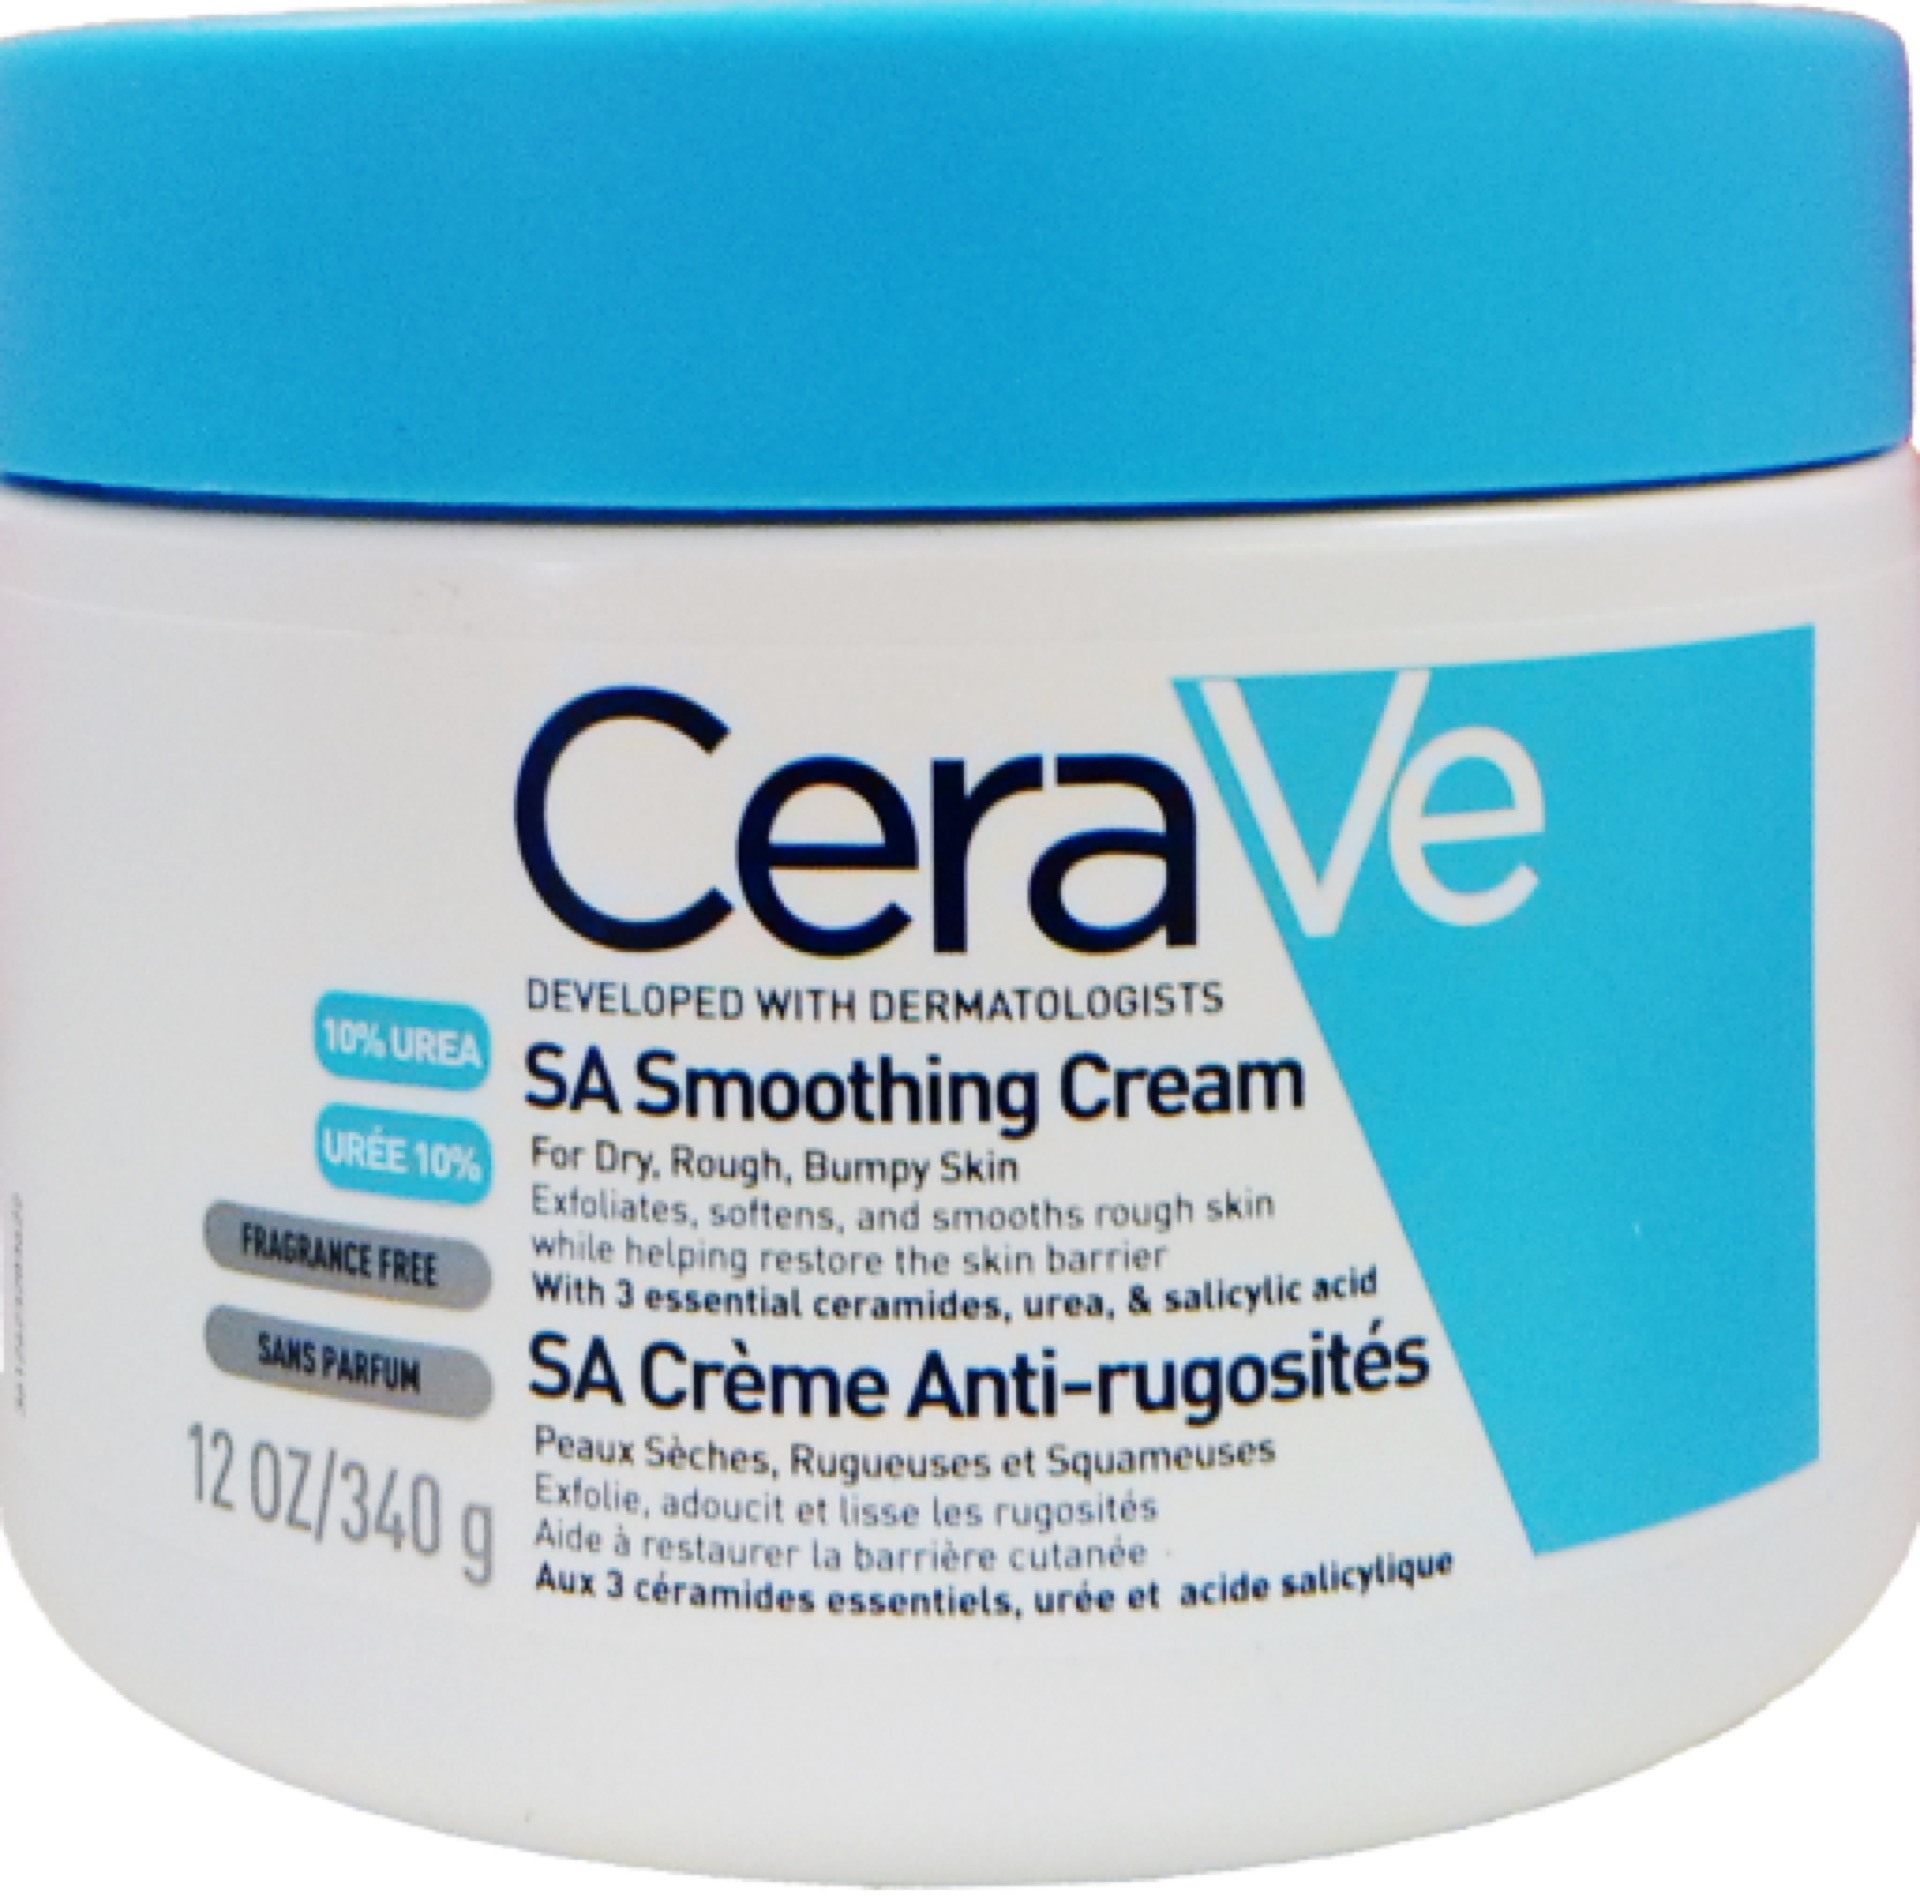 CeraVe
DEVELOPED WITH DERMATOLOGISTS
10% UREA
SA Smoothing Cream
URÉE 10%
For Dry, Rough, Bumpy Skin
Exfoliates, softens, and smooths rough skin
while helping restore the skin barrier
FRAGRANCE FREE
With 3 essential ceramides, urea, & salicylic acid
SANS PARFUM
SA Crème Anti-rugosités
12 OZ/340 g
Peaux Sèches, Rugueuses et Squameuses
Exfolie, adoucit et lisse les rugosités
Aide à restaurer la barrière cutanée
Aux 3 céramides essentiels, urée et acide salicylique